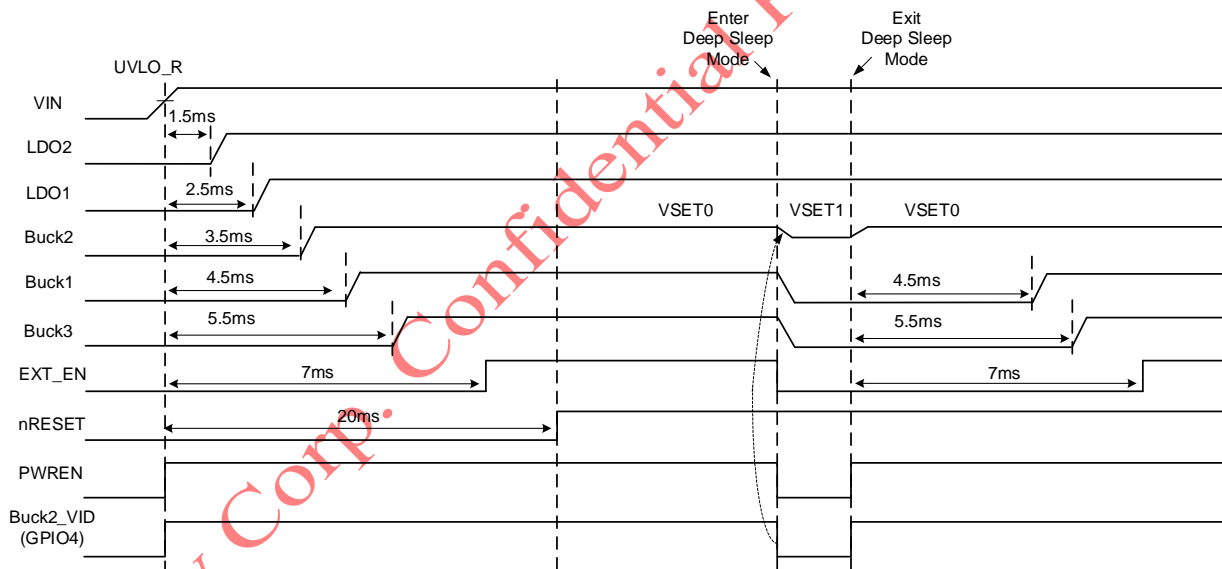 Enter
Deep Sleep
Mode
Exit
Deep Sleep
Mode
UVLO_R
VIN
1.5ms
LDO2
LDO1
2.5ms
VSET0
VSET1
VSET0
Buck2
3.5ms
Buck1
4.5ms
4.5ms
Buck3
5.5ms
5.5ms
EXT_EN
7ms
7ms
nRESET
20ms
PWREN
Buck2_VID
(GPIO4)
Corp. Confidential